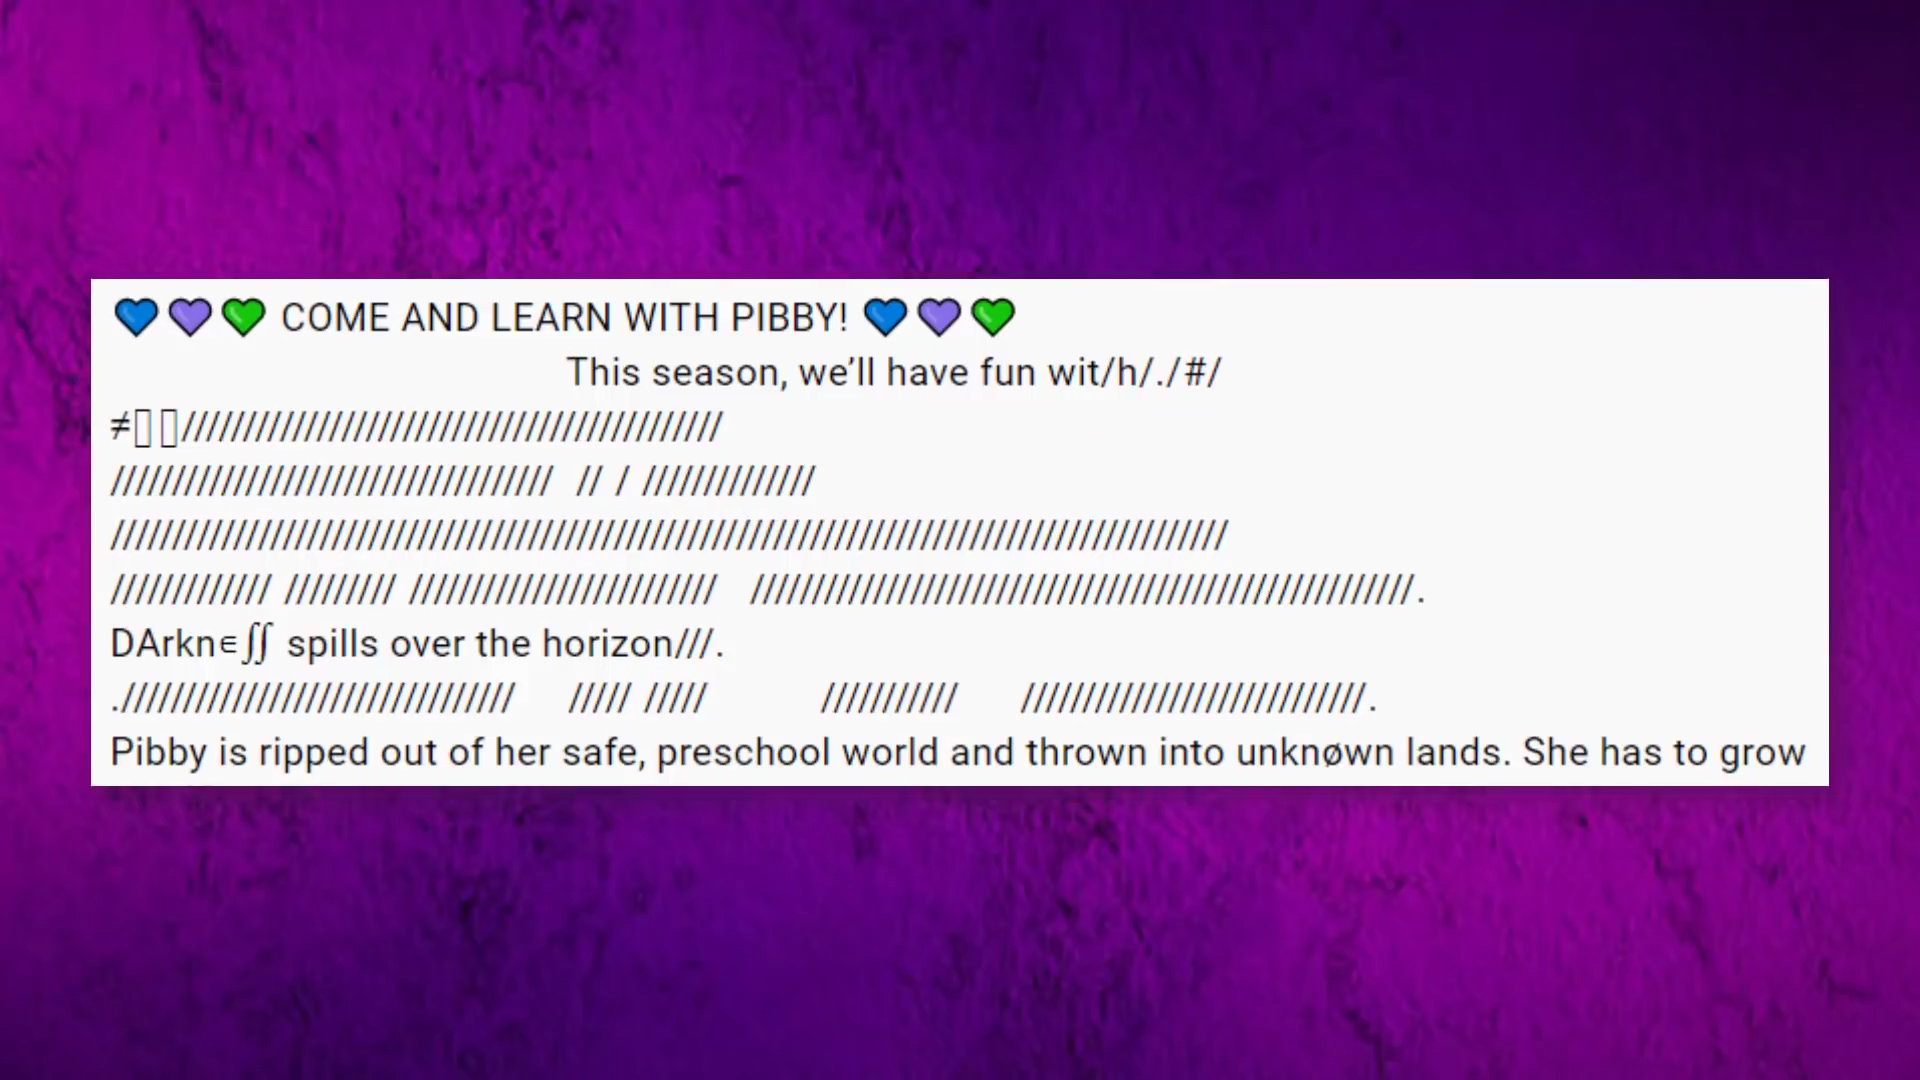 💙💜💚 COME AND LEARN WITH PIBBY! 💙💜💚
This season, we’ll have fun wit/h/./#/
≠▯▯////////////////////////////////////////////
//////////////////////////////////// // / //////////////
///////////////////////////////////////////////////////////////////////////////////////////
///////////// ///////// ///////////////////////// //////////////////////////////////////////////////////.
DArkn∊∬ spills over the horizon///.
.//////////////////////////////// ///// ///// /////////// ////////////////////////////.
Pibby is ripped out of her safe, preschool world and thrown into unknøwn lands. She has to grow